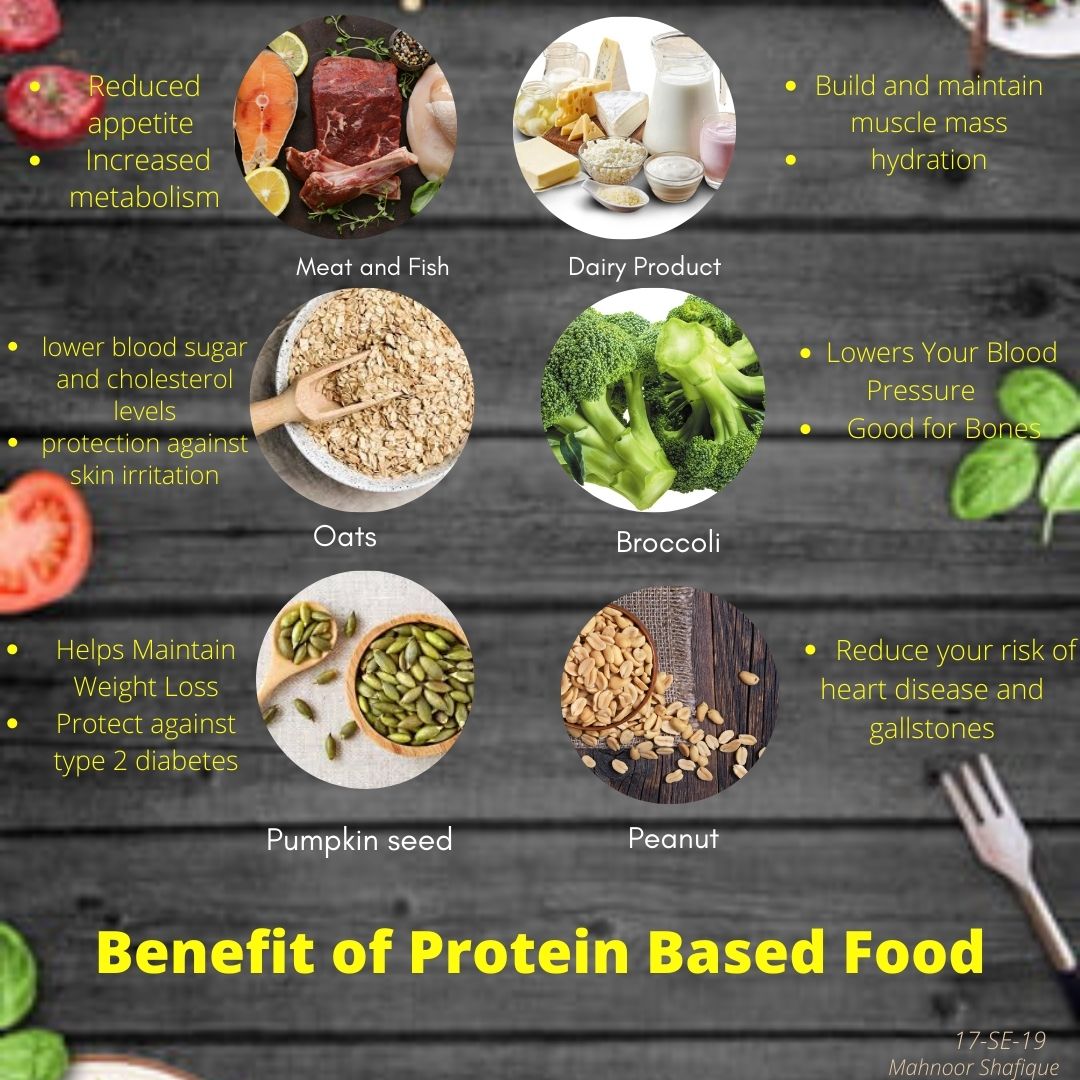 Reduced
appetite
Increased
metabolism
Meat and Fish
Build and maintain
muscle mass
hydration
Dairy Product
lower blood sugar
and cholesterol
levels
protection against
skin irritation
Oats
Lowers Your Blood
Pressure
Good for Bones
Broccoli
Helps Maintain
Weight Loss
Protect against
type 2 diabetes
Pumpkin seed
Reduce your risk of
heart disease and
gallstones
Peanut
Benefit of Protein Based Food
17-SE-19
Mahnoor Shafique